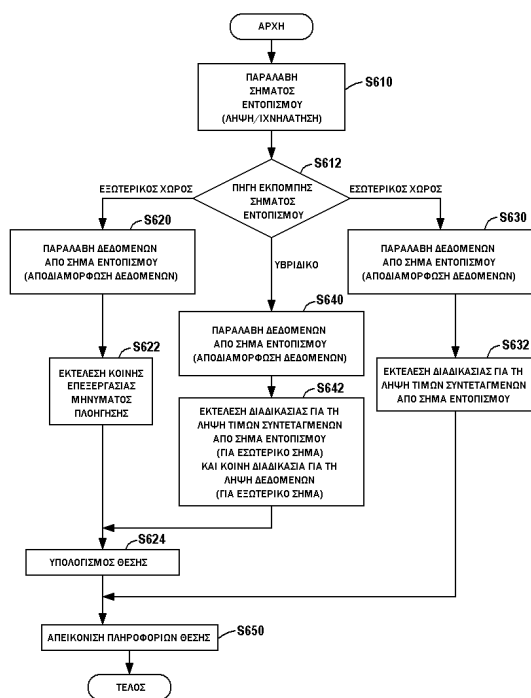 ΑΡΧΗ
ΠΑΡΑΛΑΒΗ
ΣΗΜΑΤΟΣ
ΕΝΤΟΠΙΣΜΟΥ
(ΛΗΨΗ/ΙΧΝΗΛΑΤΗΣΗ)
S610
S612
ΠΗΓΗ ΕΚΠΟΜΠΗΣ
ΣΗΜΑΤΟΣ
ΕΝΤΟΠΙΣΜΟΥ
ΕΞΩΤΕΡΙΚΟΣ ΧΩΡΟΣ
ΕΣΩΤΕΡΙΚΟΣ ΧΩΡΟΣ
ΥΒΡΙΔΙΚΟ
S620
ΠΑΡΑΛΑΒΗ ΔΕΔΟΜΕΝΩΝ
ΑΠΟ ΣΗΜΑ ΕΝΤΟΠΙΣΜΟΥ
(ΑΠΟΔΙΑΜΟΡΦΩΣΗ ΔΕΔΟΜΕΝΩΝ)
S630
ΠΑΡΑΛΑΒΗ ΔΕΔΟΜΕΝΩΝ
ΑΠΟ ΣΗΜΑ ΕΝΤΟΠΙΣΜΟΥ
(ΑΠΟΔΙΑΜΟΡΦΩΣΗ ΔΕΔΟΜΕΝΩΝ)
S640
ΠΑΡΑΛΑΒΗ ΔΕΔΟΜΕΝΩΝ
ΑΠΟ ΣΗΜΑ ΕΝΤΟΠΙΣΜΟΥ
(ΑΠΟΔΙΑΜΟΡΦΩΣΗ ΔΕΔΟΜΕΝΩΝ)
S622
ΕΚΤΕΛΕΣΗ ΚΟΙΝΗΣ
ΕΠΕΞΕΡΓΑΣΙΑΣ
ΜΗΝΥΜΑΤΟΣ
ΠΛΟΗΓΗΣΗΣ
S632
ΕΚΤΕΛΕΣΗ ΔΙΑΔΙΚΑΣΙΑΣ ΓΙΑ ΤΗ
ΛΗΨΗ ΤΙΜΩΝ ΣΥΝΤΕΤΑΓΜΕΝΩΝ
ΑΠΟ ΣΗΜΑ ΕΝΤΟΠΙΣΜΟΥ
S642
ΕΚΤΕΛΕΣΗ ΔΙΑΔΙΚΑΣΙΑΣ ΓΙΑ ΤΗ
ΛΗΨΗ ΤΙΜΩΝ ΣΥΝΤΕΤΑΓΜΕΝΩΝ
ΑΠΟ ΣΗΜΑ ΕΝΤΟΠΙΣΜΟΥ
(ΓΙΑ ΕΣΩΤΕΡΙΚΟ ΣΗΜΑ)
ΚΑΙ ΚΟΙΝΗ ΔΙΑΔΙΚΑΣΙΑ ΓΙΑ ΤΗ
ΛΗΨΗ ΔΕΔΟΜΕΝΩΝ
(ΓΙΑ ΕΞΩΤΕΡΙΚΟ ΣΗΜΑ)
S624
ΥΠΟΛΟΓΙΣΜΟΣ ΘΕΣΗΣ
S650
ΑΠΕΙΚΟΝΙΣΗ ΠΛΗΡΟΦΟΡΙΩΝ ΘΕΣΗΣ
ΤΕΛΟΣ